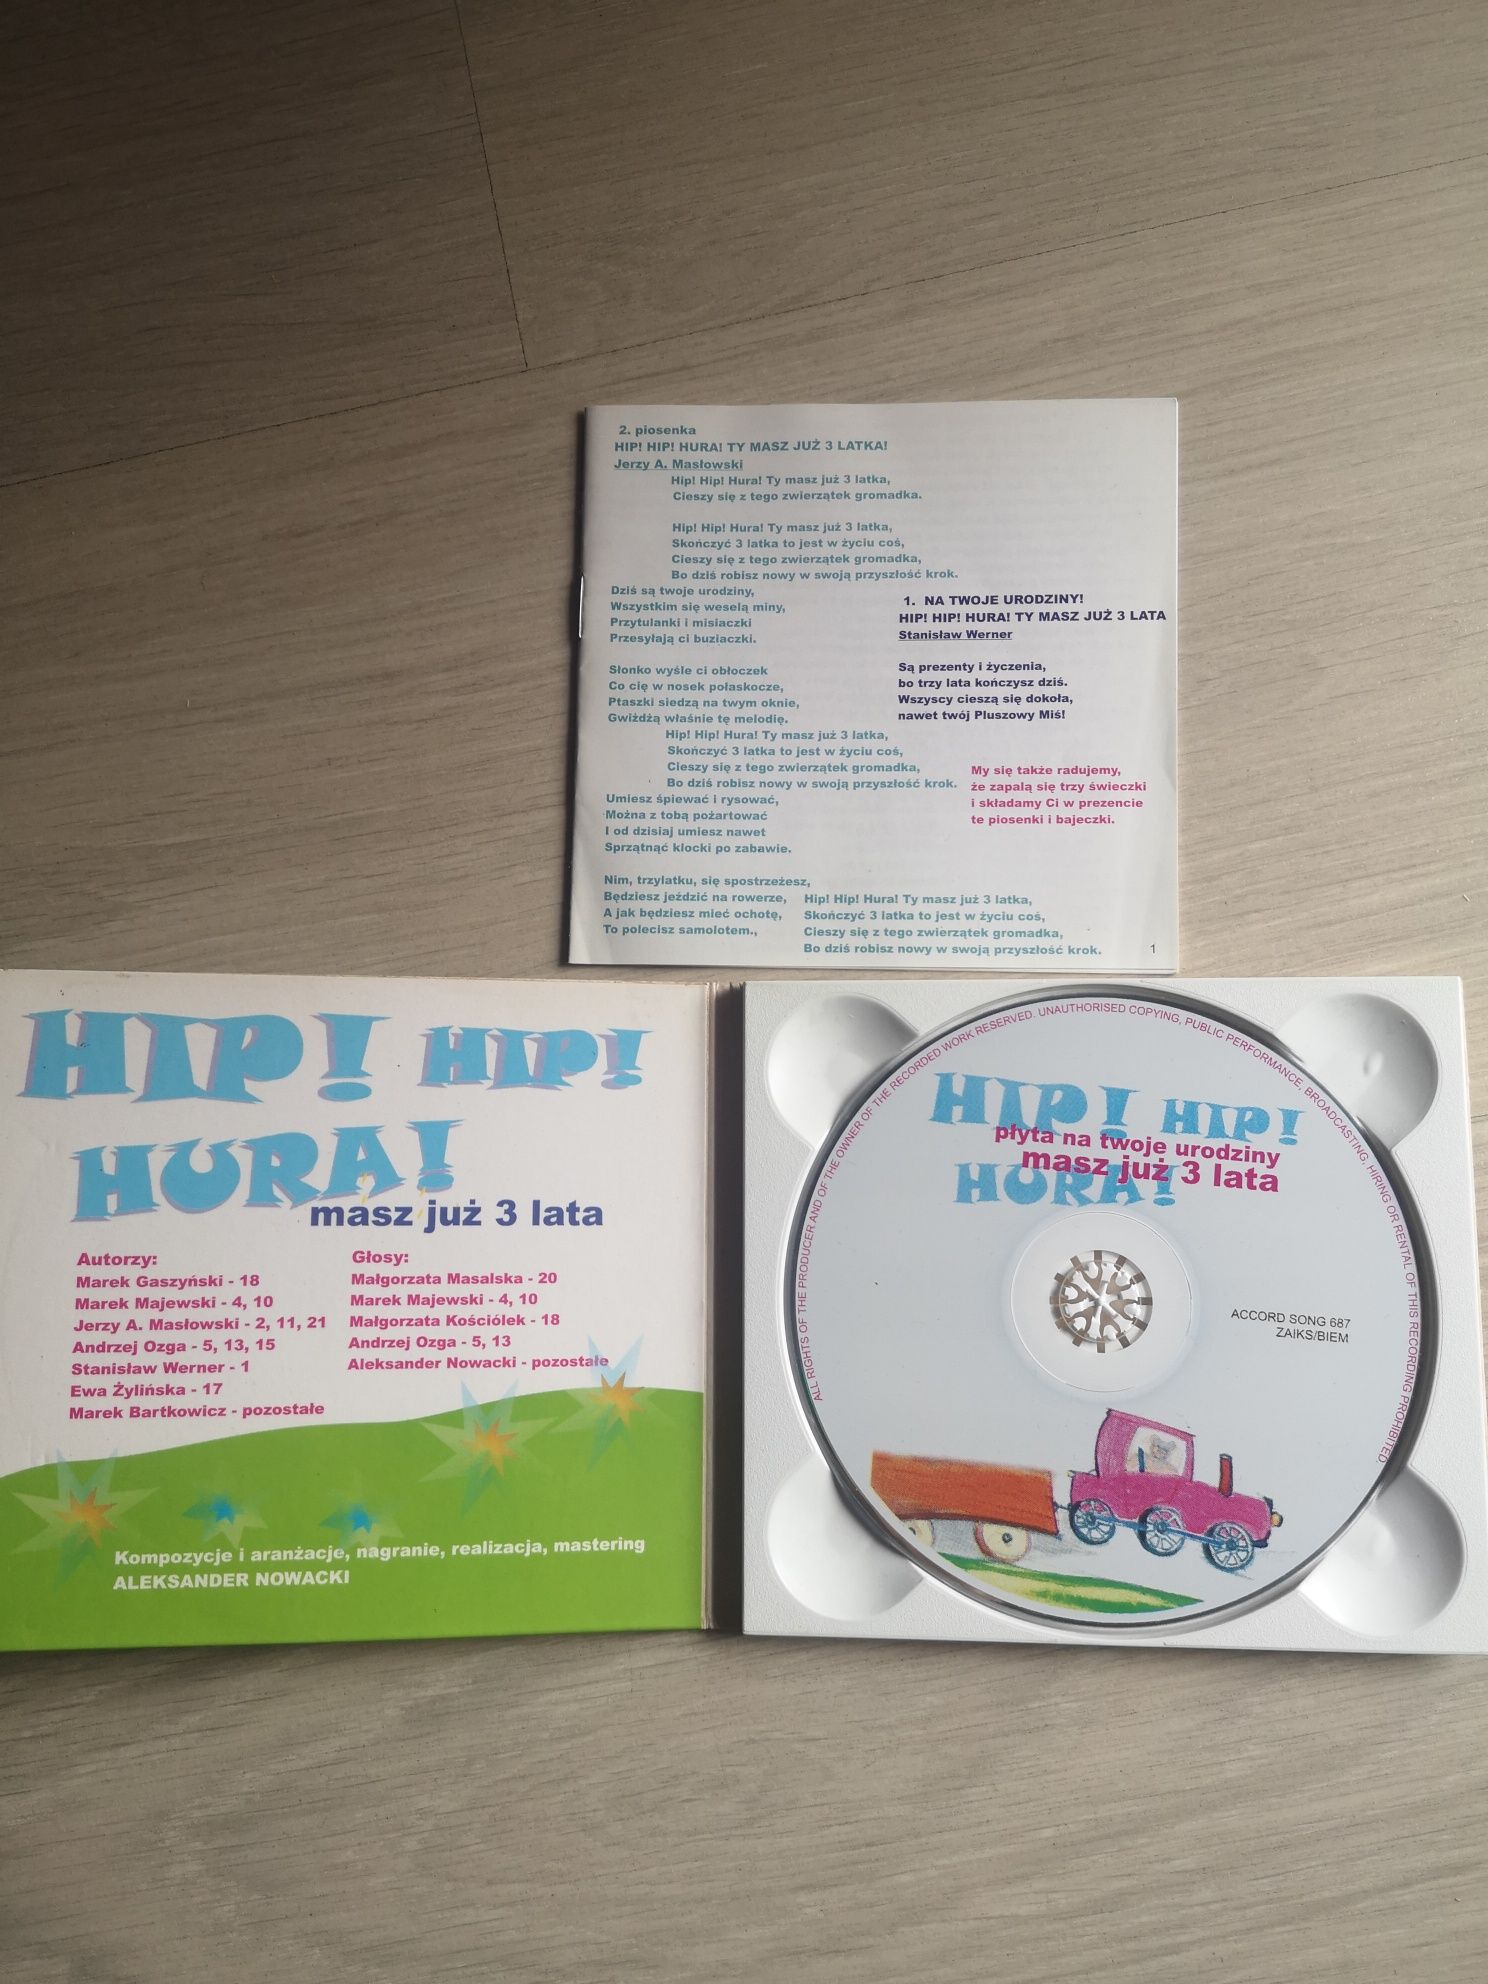 2. piosenka
HIP! HIP! HURA! TY MASZ JUŻ 3 LATKA!
Jerzy A. Masłowski
Hip! Hip! Hura! Ty masz już 3 latka,
Cieszy się z tego zwierzątek gromadka.
Hip! Hip! Hura! Ty masz już 3 latka,
Skończyć 3 latka to jest w życiu coś,
Cieszy się z tego zwierzątek gromadka,
Bo dziś robisz nowy w swoją przyszłość krok.
Dziś są twoje urodziny,
Wszystkim się weselą miny,
Przytulanki i misiaczki
Przesyłają ci buziaczki.
Słonko wyśle ci obłoczek
Co cię w nosek połaskocze,
Ptaszki siedzą na twym oknie,
Gwiżdżą właśnie tę melodię.
Hip! Hip! Hura! Ty masz już 3 latka,
Skończyć 3 latka to jest w życiu coś,
Cieszy się z tego zwierzątek gromadka,
Bo dziś robisz nowy w swoją przyszłość krok.
Umiesz śpiewać i rysować,
Można z tobą pożartować
I od dzisiaj umiesz nawet
Sprzątnąć klocki po zabawie.
Nim, trzylatku, się spostrzeżesz,
Będziesz jeździć na rowerze,
A jak będziesz mieć ochotę,
To polecisz samolotem.,
Hip! Hip! Hura! Ty masz już 3 latka,
Skończyć 3 latka to jest w życiu coś,
Cieszy się z tego zwierzątek gromadka,
Bo dziś robisz nowy w swoją przyszłość krok.
1. NA TWOJE URODZINY!
HIP! HIP! HURA! TY MASZ JUŻ 3 LATA
Stanisław Werner
Są prezenty i życzenia,
bo trzy lata kończysz dziś.
Wszyscy cieszą się dokoła,
nawet twój Pluszowy Miś!
My się także radujemy,
że zapalą się trzy świeczki
i składamy Ci w prezencie
te piosenki i bajeczki.
1
HIP! HIP!
HURA!
masz już 3 lata
Autorzy:
Marek Gaszyński - 18
Marek Majewski - 4, 10
Jerzy A. Masłowski - 2, 11, 21
Andrzej Ozga - 5, 13, 15
Stanisław Werner - 1
Ewa Żylińska - 17
Marek Bartkowicz - pozostałe
Głosy:
Małgorzata Masalska - 20
Marek Majewski - 4, 10
Małgorzata Kościólek - 18
Andrzej Ozga - 5, 13
Aleksander Nowacki - pozostałe
Kompozycje i aranżacje, nagranie, realizacja, mastering
ALEKSANDER NOWACKI
ALL RIGHTS OF THE PRODUCER AND OF THE OWNER OF THE RECORDED WORK RESERVED. UNAUTHORISED COPYING, PUBLIC PERFORMANCE, BROADCASTING, HIRING OR RENTAL OF THIS RECORDING PROHIBITED.
HIP! HIP!
płyta na twoje urodziny
masz już 3 lata
HURA!
ACCORD SONG 687
ZAIKS/BIEM